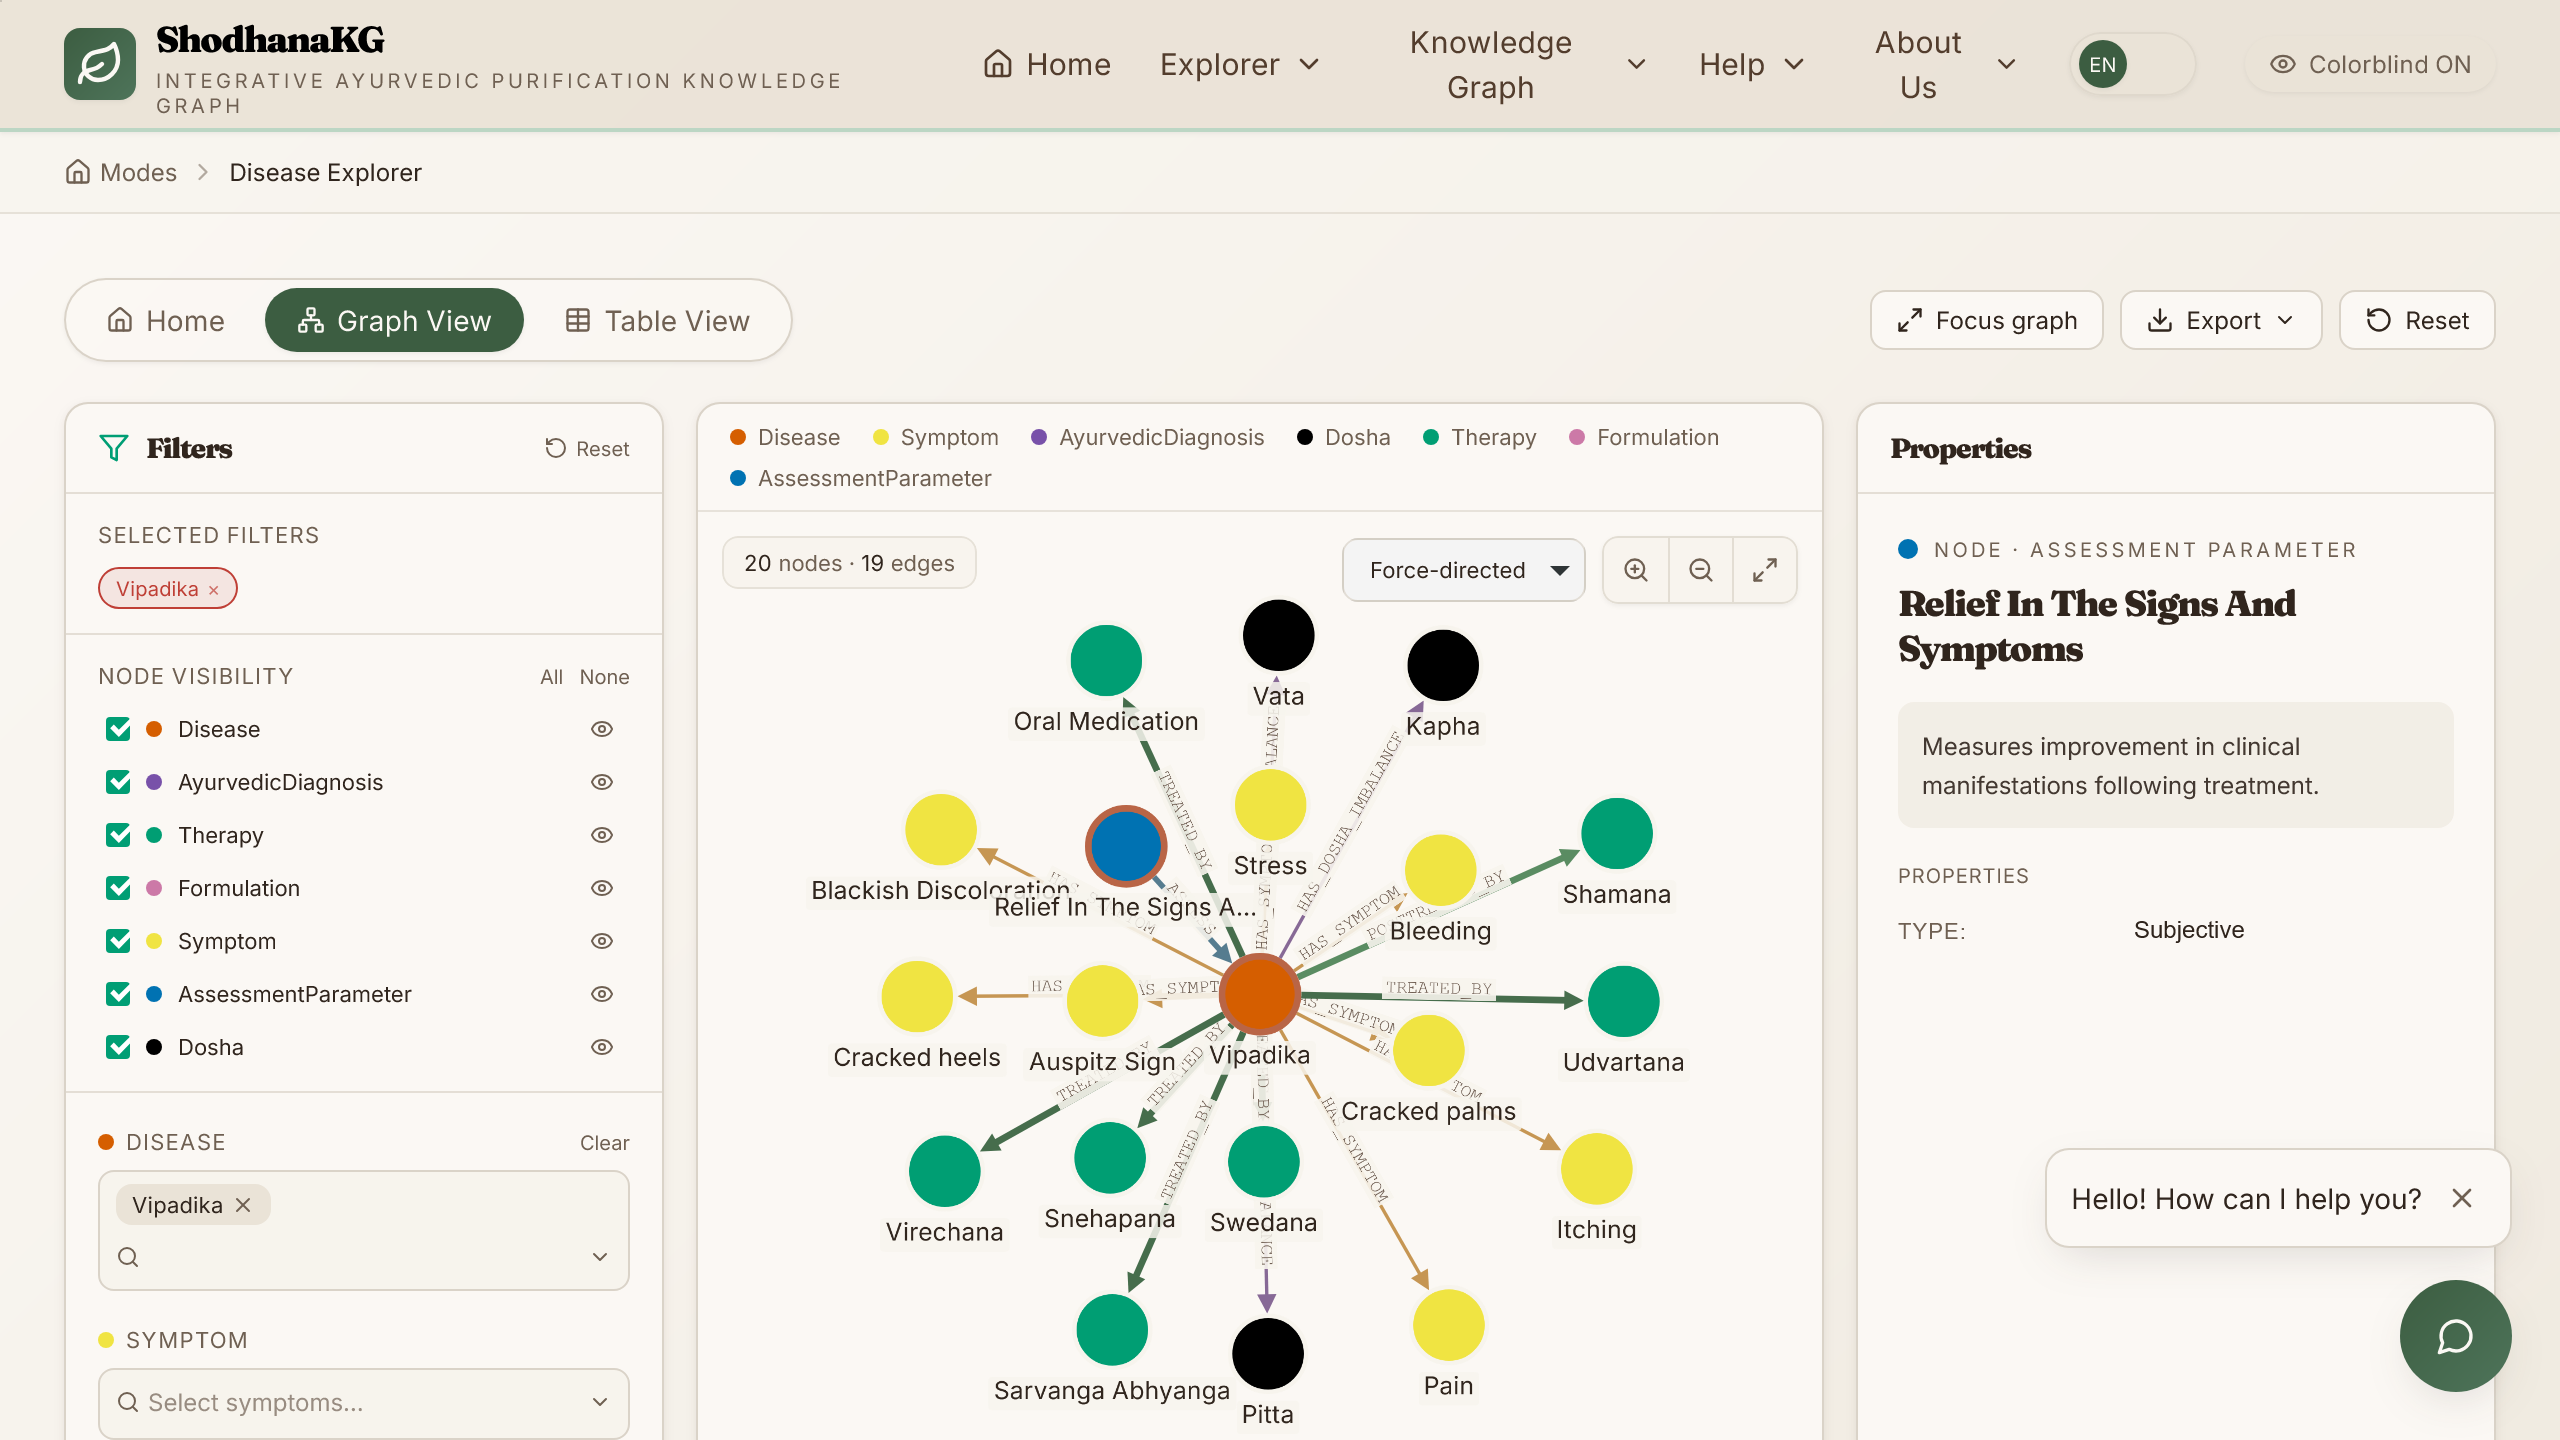 ShodhanaKG
INTEGRATIVE AYURVEDIC PURIFICATION KNOWLEDGE
GRAPH
Home
Explorer
Knowledge
Graph
Help
About
Us
EN
Colorblind ON
Modes
Disease Explorer
Home
Graph View
Table View
Focus graph
Export
Reset
Filters
Reset
SELECTED FILTERS
Vipadika ×
NODE VISIBILITY
All None
Disease
AyurvedicDiagnosis
Therapy
Formulation
Symptom
AssessmentParameter
Dosha
DISEASE
Clear
Vipadika
SYMPTOM
Select symptoms...
Disease Symptom AyurvedicDiagnosis Dosha Therapy Formulation
AssessmentParameter
20 nodes · 19 edges
Force-directed
Vata
Oral Medication
Kapha
TREATED_BY
HAS_DOSHA_IMBALANCE
Stress
Blackish Discoloration
Relief In The Signs A...
Shamana
HAS_SYMPTOM
Bleeding
TREATED_BY
Cracked heels
Auspitz Sign
Vipadika
Udvartana
Cracked palms
TREATED_BY
TREATED_BY
HAS_SYMPTOM
Virechana
Snehapana
Swedana
Itching
Sarvanga Abhyanga
Pitta
Pain
Properties
NODE · ASSESSMENT PARAMETER
Relief In The Signs And
Symptoms
Measures improvement in clinical
manifestations following treatment.
PROPERTIES
TYPE: Subjective
Hello! How can I help you?